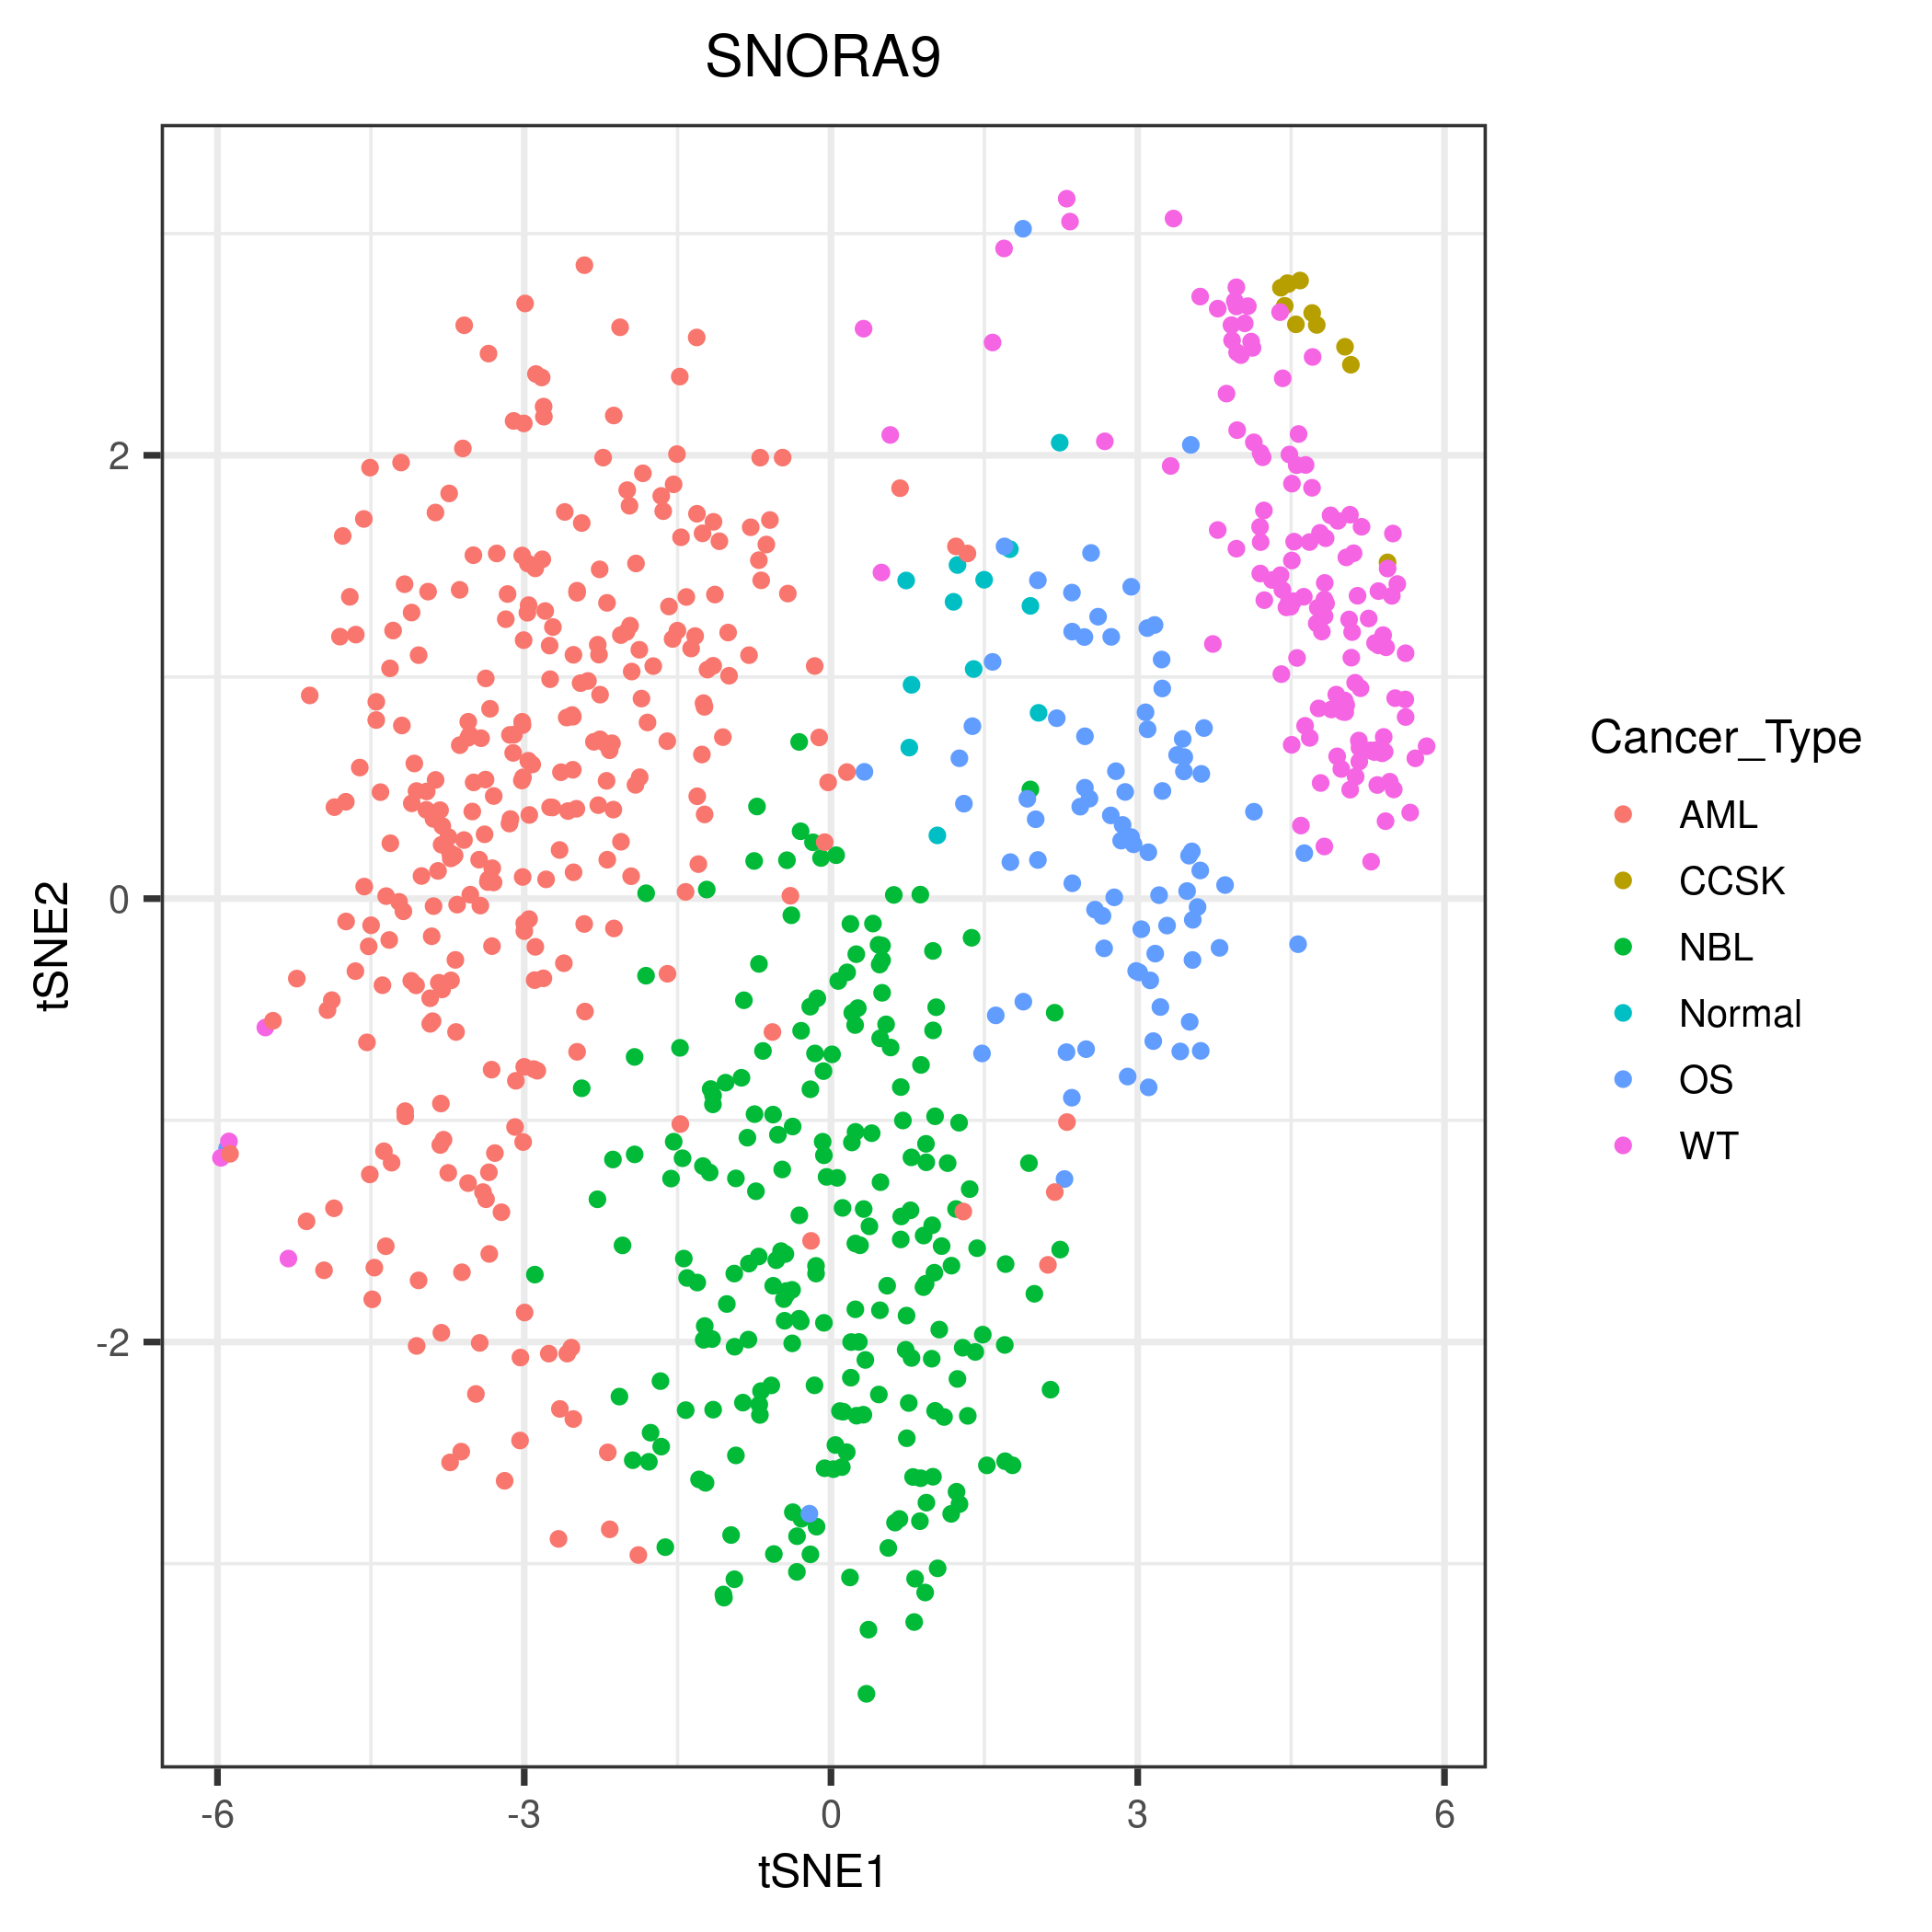 SNORA9
2
0
-2
tSNE2
-6
-3
0
3
6
tSNE1
Cancer_Type
AML
CCSK
NBL
Normal
OS
WT